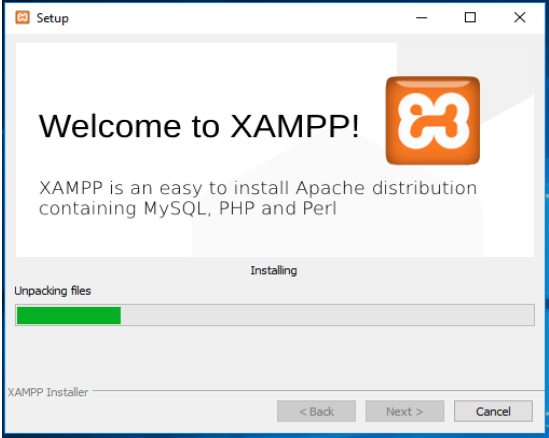 Setup
Welcome to XAMPP!
XAMPP is an easy to install Apache distribution
containing MySQL, PHP and Perl
Installing
Unpacking files
XAMPP Installer
< Back
Next >
Cancel